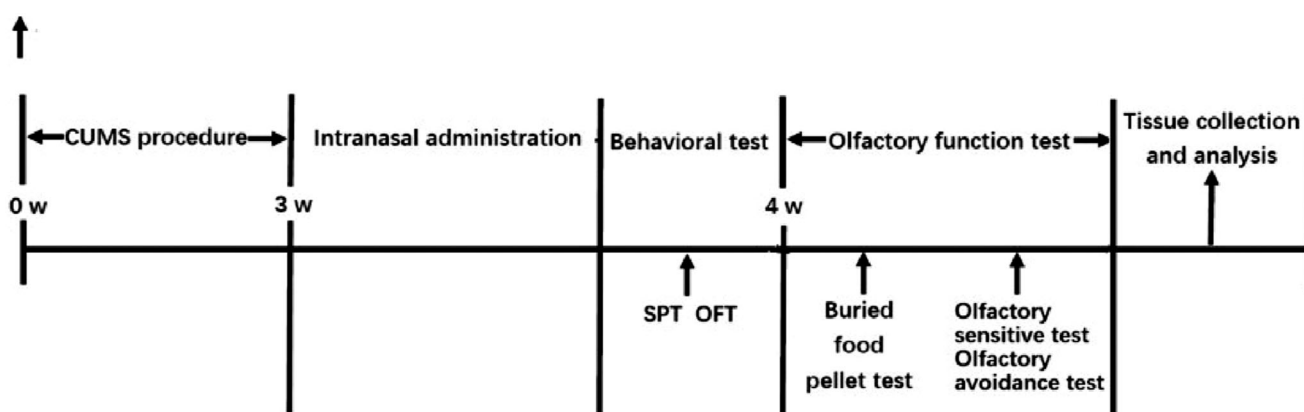 CUMS procedure
Intranasal administration
Behavioral test
Olfactory function test
Tissue collection
and analysis
0 w
3 w
4 w
SPT OFT
Buried
food
pellet test
Olfactory
sensitive test
Olfactory
avoidance test